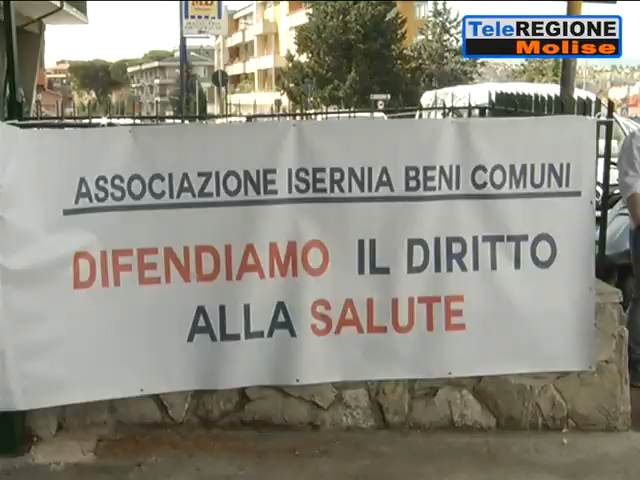 TeleREGIONE
Molise
ASSOCIAZIONE ISERNIA BENI COMUNI
DIFENDIAMO IL DIRITTO
ALLA SALUTE